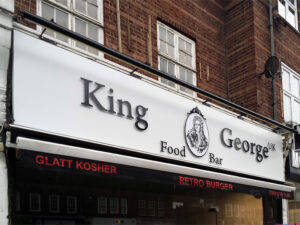 King George UK
Food Bar
GLATT KOSHER
RETRO BURGER